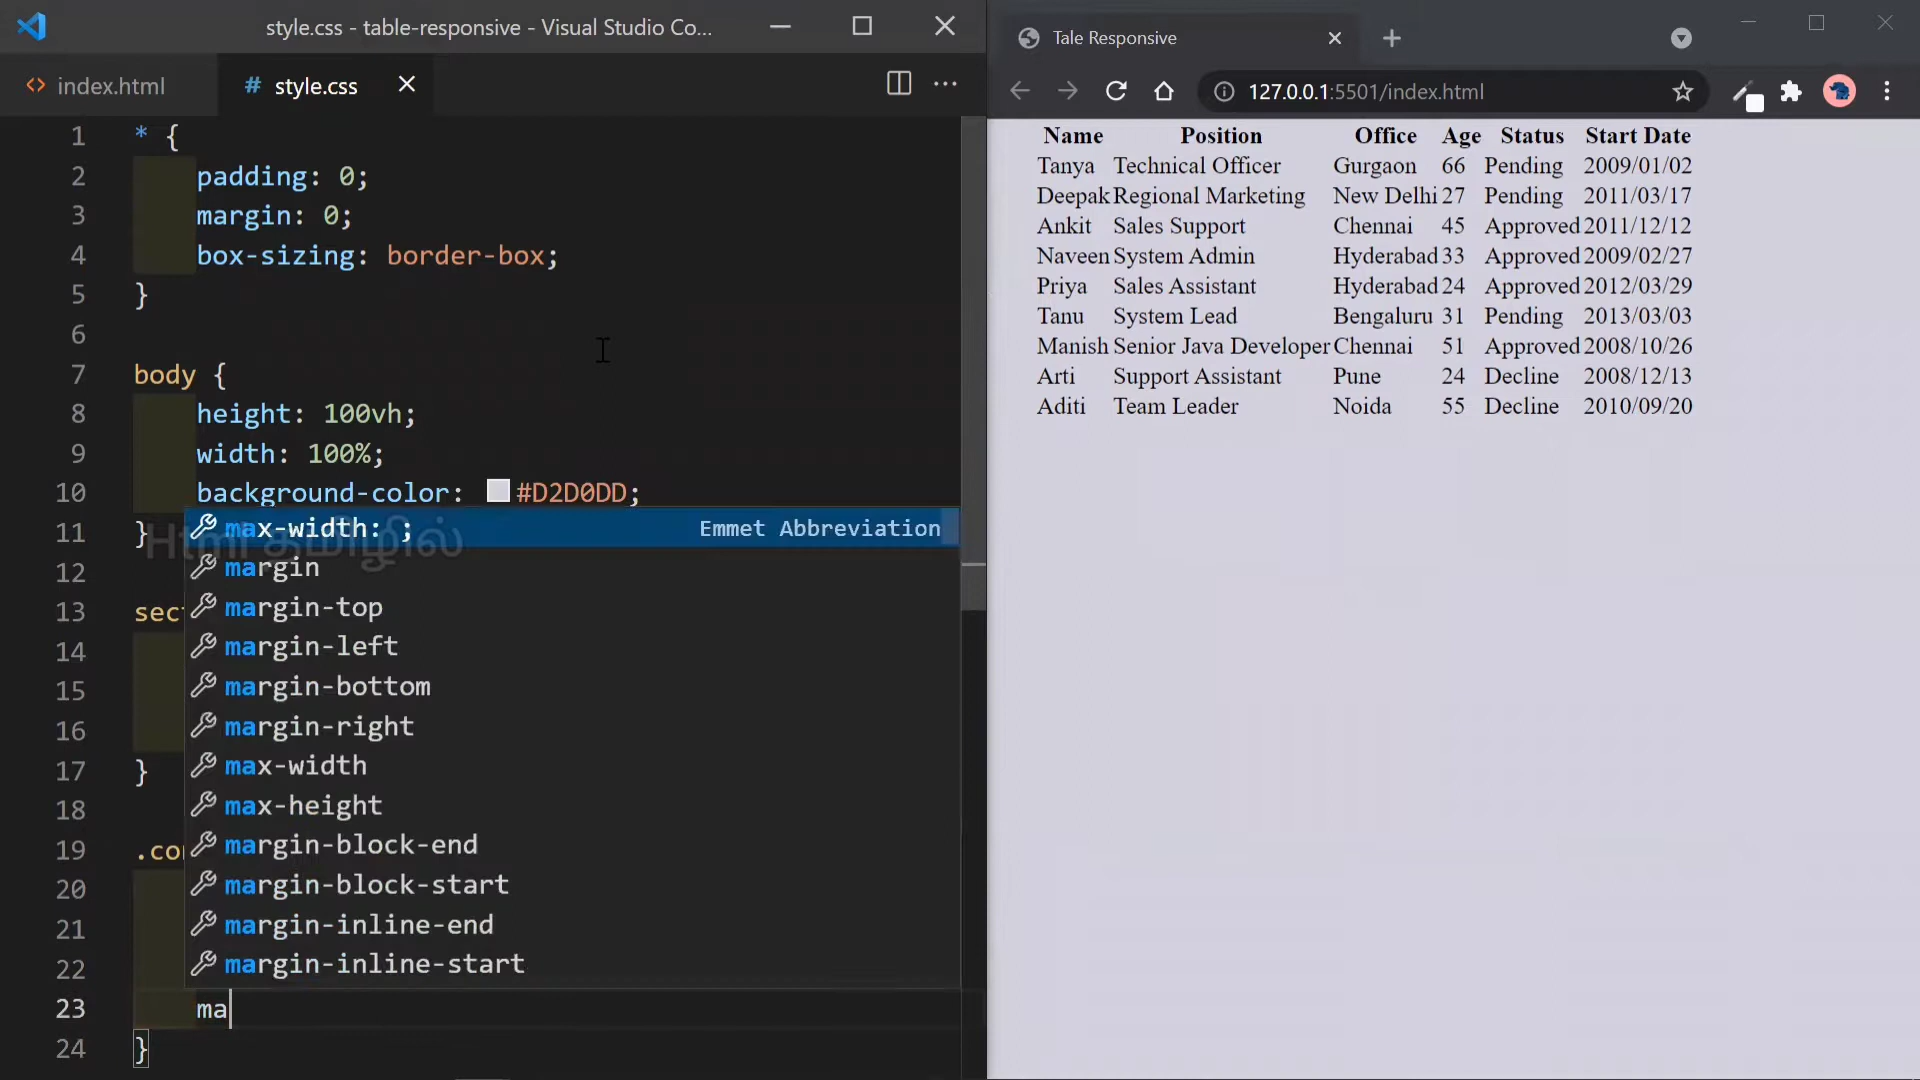 style.css - table-responsive - Visual Studio Co...
index.html
# style.css
1 * {
2 padding: 0;
3 margin: 0;
4 box-sizing: border-box;
5 }
6
7 body {
8 height: 100vh;
9 width: 100%;
10 background-color: #D2D0DD;
11 }
Html தமிழில்
max-width: ; Emmet Abbreviation
margin
margin-top
margin-left
margin-bottom
margin-right
max-width
max-height
margin-block-end
margin-block-start
margin-inline-end
margin-inline-start
12
13 sect
14
15
16
17 }
18
19 .con
20
21
22
23 ma
24 }
Tale Responsive
127.0.0.1:5501/index.html
Name Position Office Age Status Start Date
Tanya Technical Officer Gurgaon 66 Pending 2009/01/02
Deepak Regional Marketing New Delhi 27 Pending 2011/03/17
Ankit Sales Support Chennai 45 Approved 2011/12/12
Naveen System Admin Hyderabad 33 Approved 2009/02/27
Priya Sales Assistant Hyderabad 24 Approved 2012/03/29
Tanu System Lead Bengaluru 31 Pending 2013/03/03
Manish Senior Java Developer Chennai 51 Approved 2008/10/26
Arti Support Assistant Pune 24 Decline 2008/12/13
Aditi Team Leader Noida 55 Decline 2010/09/20